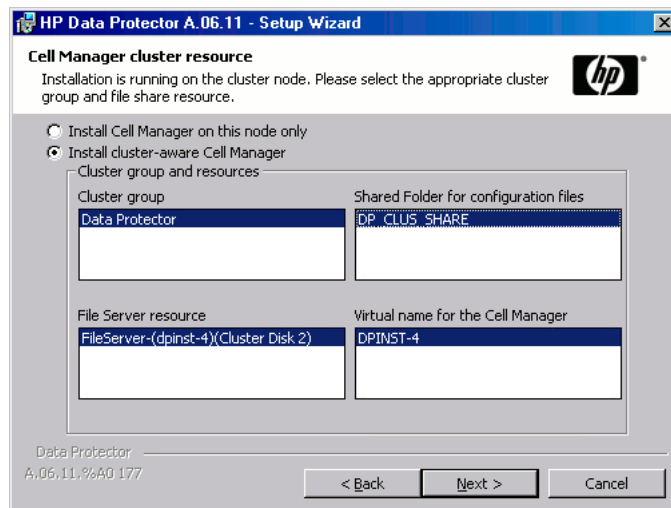 HP Data Protector A.06.11 - Setup Wizard
Cell Manager cluster resource
Installation is running on the cluster node. Please select the appropriate cluster
group and file share resource.
hp
Install Cell Manager on this node only
Install cluster-aware Cell Manager
Cluster group and resources
Cluster group
Shared Folder for configuration files
Data Protector
DP_CLUS_SHARE
File Server resource
Virtual name for the Cell Manager
FileServer-(dpinst-4)(Cluster Disk 2)
DPINST-4
Data Protector
A.06.11.%A0 177
< Back
Next >
Cancel